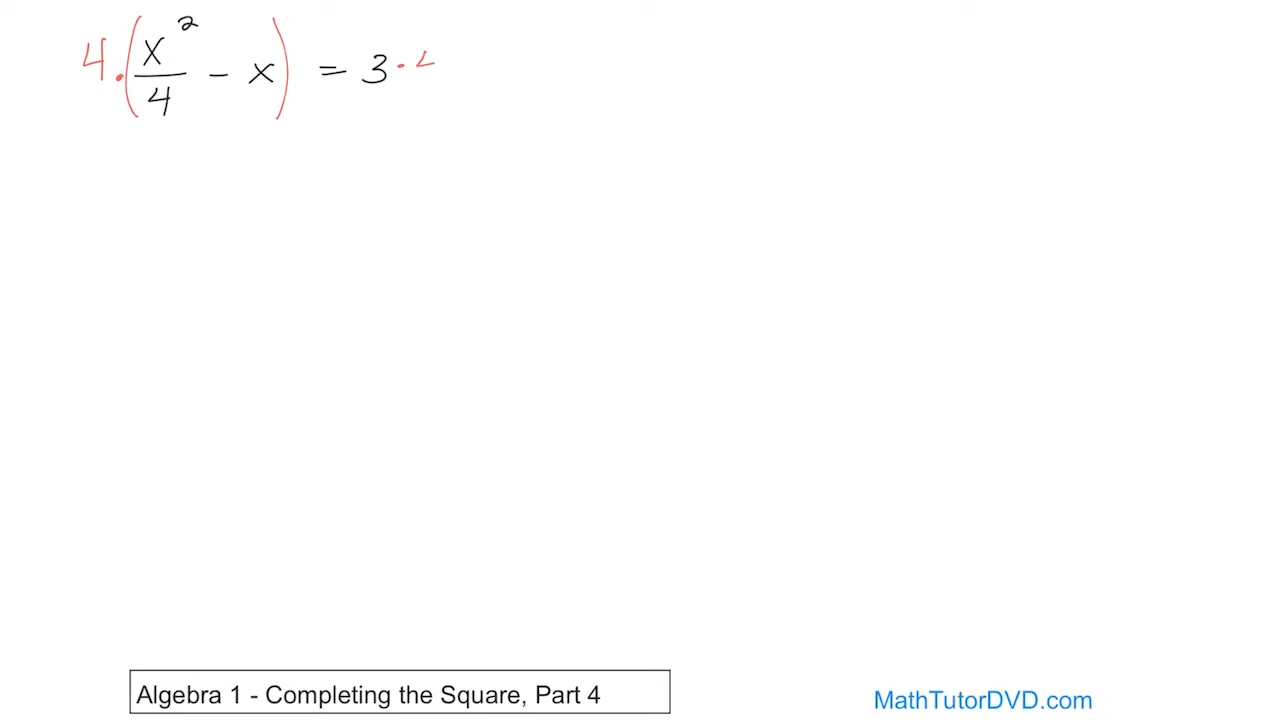 4·(x²/4 - x) = 3·4
Algebra 1 - Completing the Square, Part 4
MathTutorDVD.com